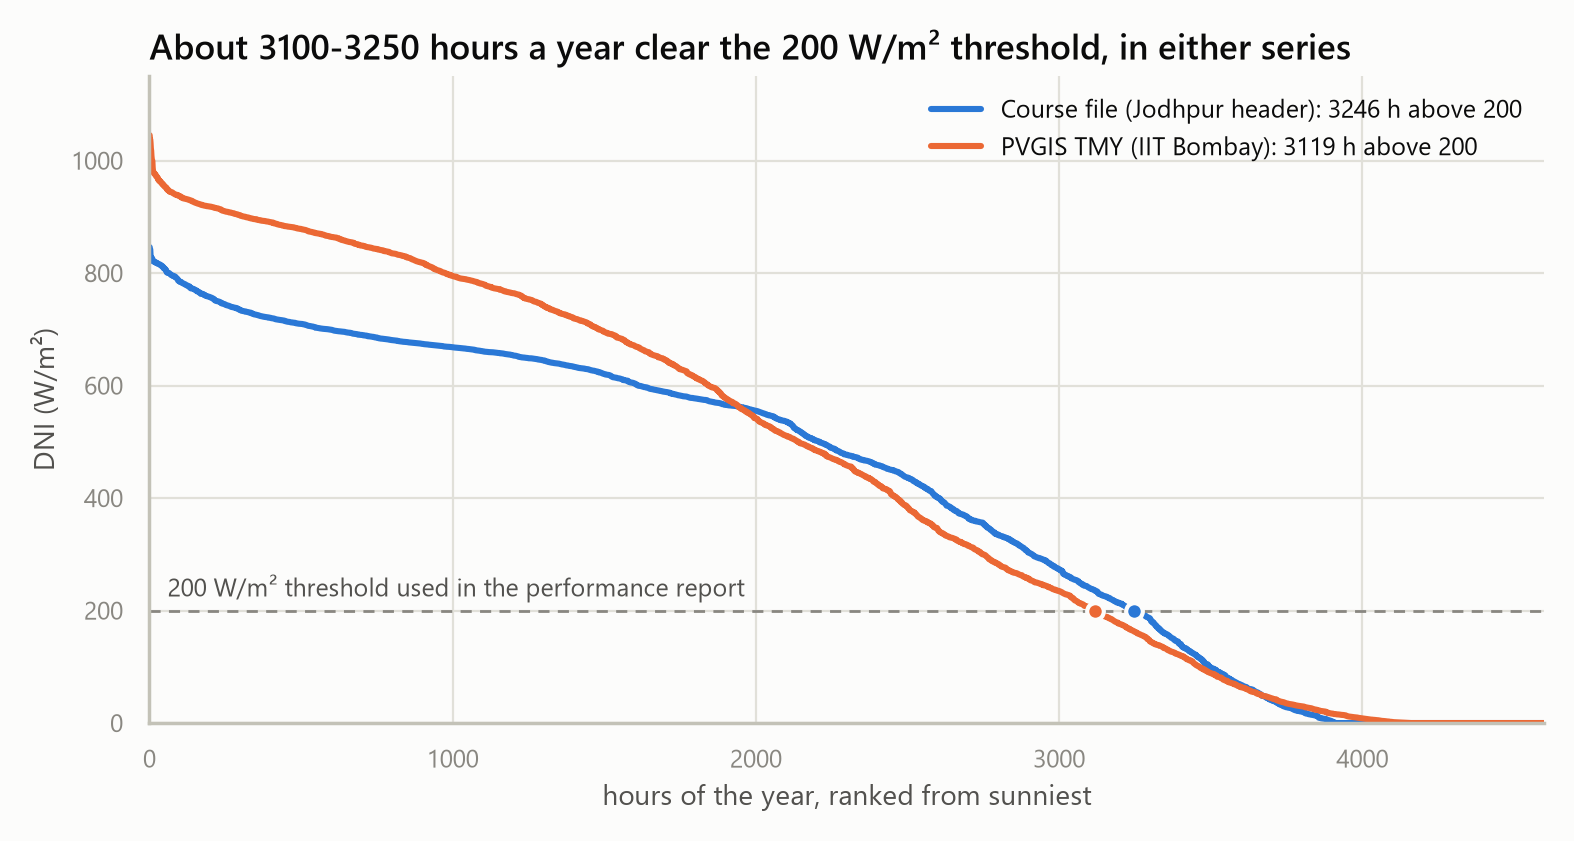 About 3100-3250 hours a year clear the 200 W/m² threshold, in either series
Course file (Jodhpur header): 3246 h above 200
PVGIS TMY (IIT Bombay): 3119 h above 200
DNI (W/m²)
1000
800
600
400
200
0
200 W/m² threshold used in the performance report
0 1000 2000 3000 4000
hours of the year, ranked from sunniest